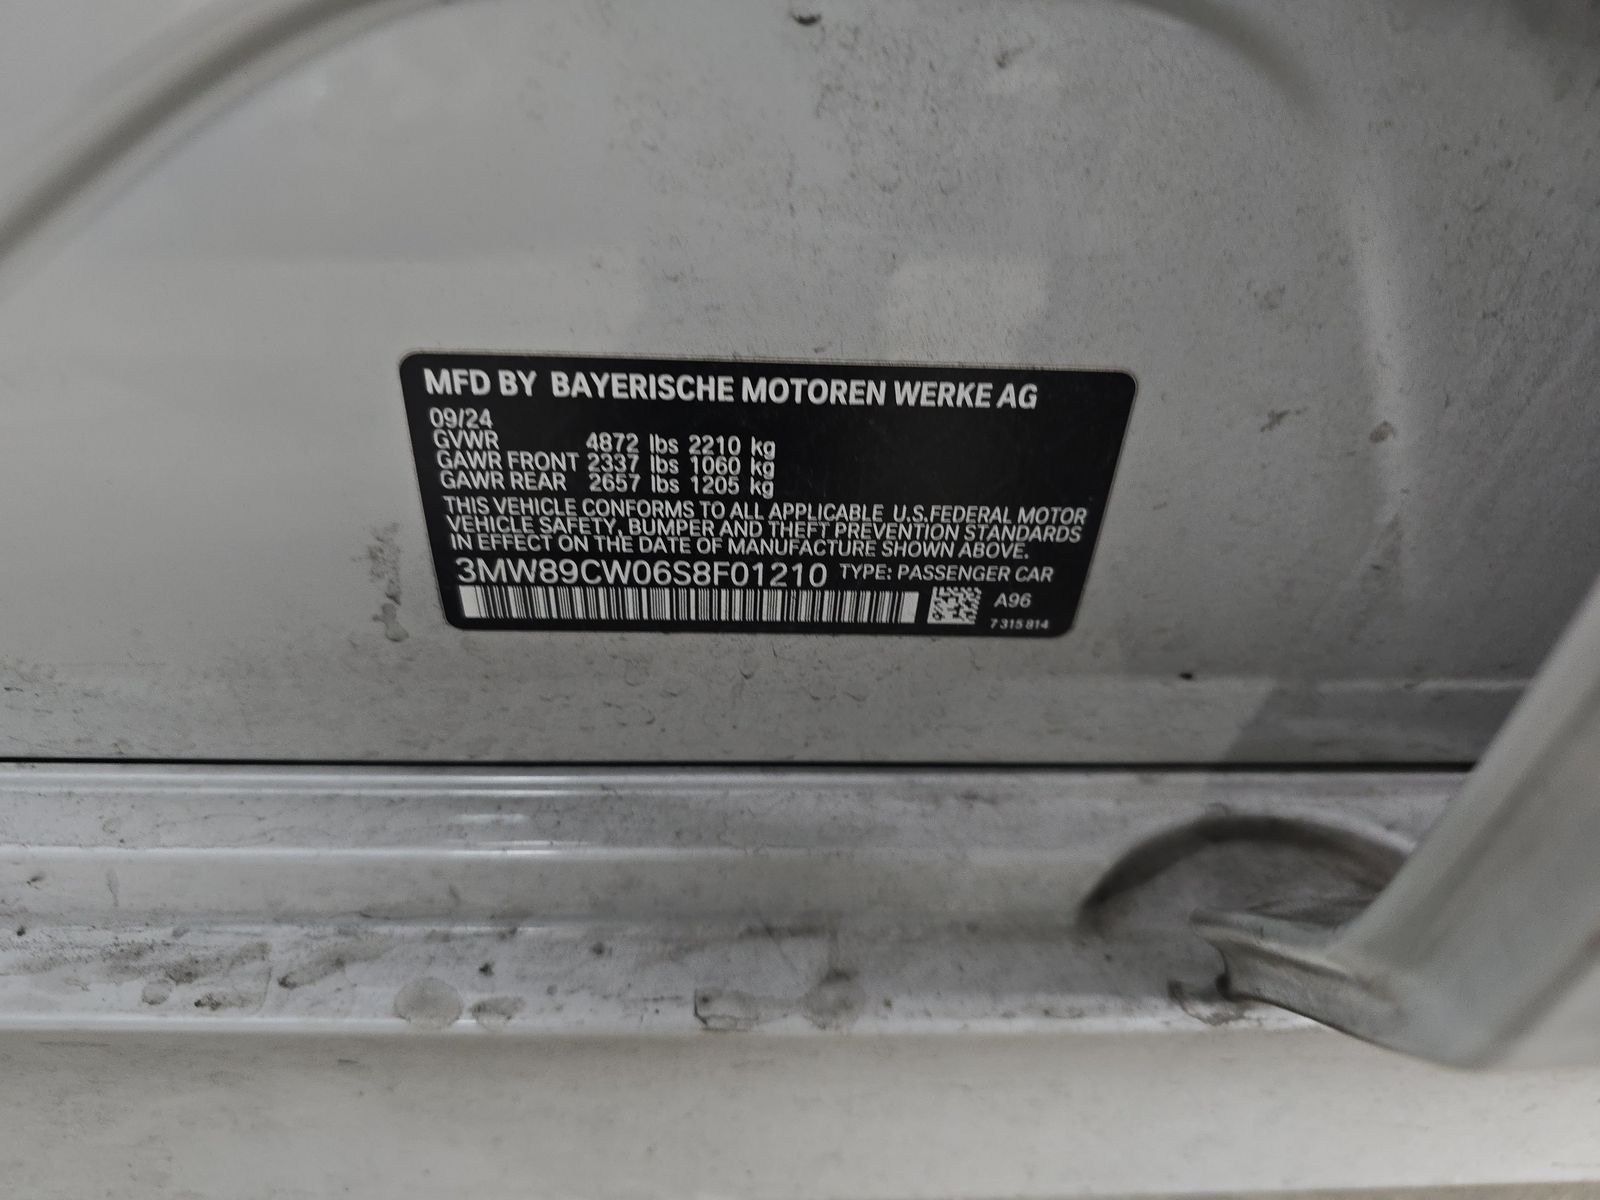 MFD BY BAYERISCHE MOTOREN WERKE AG
09/24
GVWR 4872 lbs 2210 kg
GAWR FRONT 2337 lbs 1060 kg
GAWR REAR 2657 lbs 1205 kg
THIS VEHICLE CONFORMS TO ALL APPLICABLE U.S.FEDERAL MOTOR
VEHICLE SAFETY, BUMPER AND THEFT PREVENTION STANDARDS
IN EFFECT ON THE DATE OF MANUFACTURE SHOWN ABOVE.
3MW89CW06S8F01210 TYPE: PASSENGER CAR
A96
7 315 814